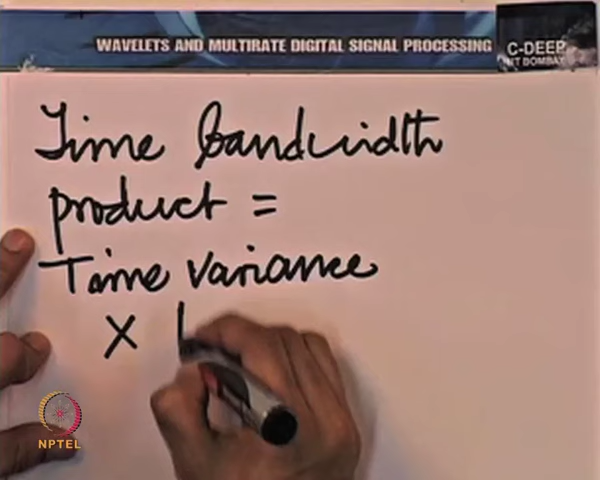 WAVELETS AND MULTIRATE DIGITAL SIGNAL PROCESSING
C-DEEP
IIT BOMBAY
Time bandwidth
product =
Time variance
X
NPTEL